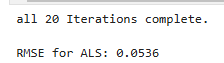 all 20 Iterations complete.
RMSE for ALS: 0.0536